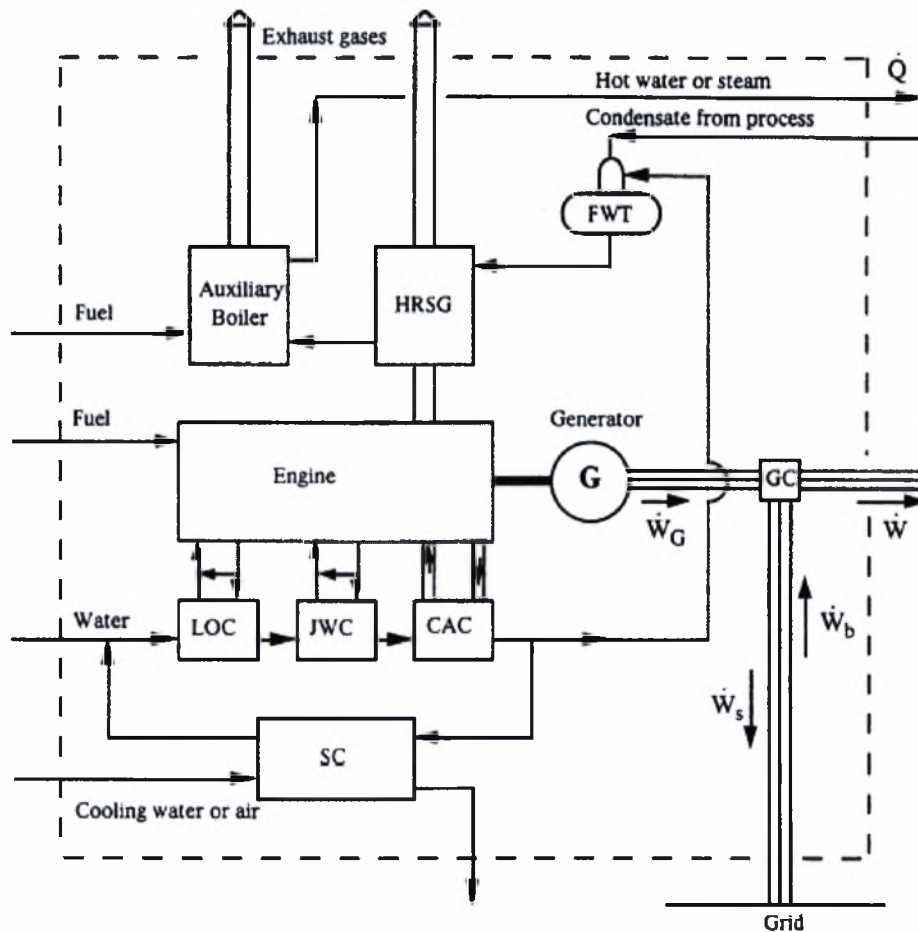 Exhaust gases
Q̇
Hot water or steam
Condensate from process
FWT
Auxiliary
Boiler
HRSG
Fuel
Fuel
Generator
Engine
G
GC
Ẇ_G
Ẇ
Water
LOC
JWC
CAC
Ẇ_b
Ẇ_s
SC
Cooling water or air
Grid